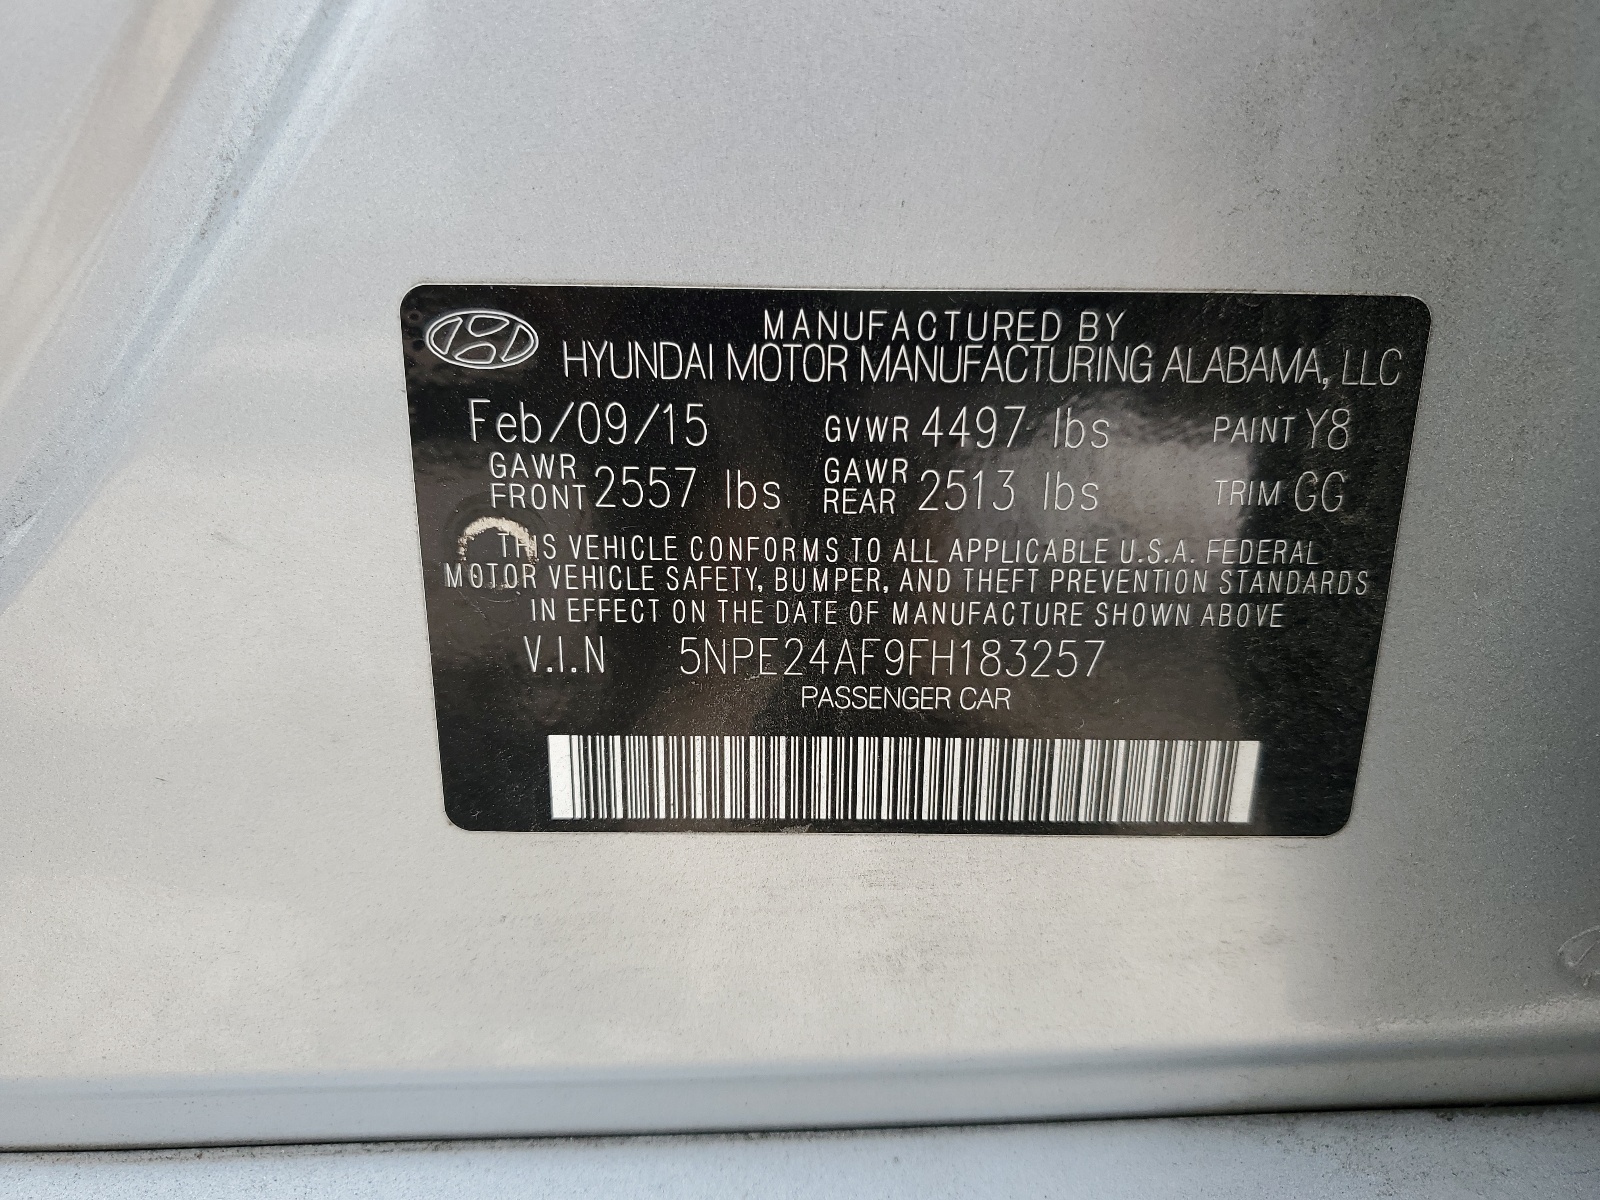 MANUFACTURED BY
HYUNDAI MOTOR MANUFACTURING ALABAMA, LLC
Feb/09/15 GVWR 4497 lbs PAINT Y8
GAWR FRONT 2557 lbs GAWR REAR 2513 lbs TRIM GG
THIS VEHICLE CONFORMS TO ALL APPLICABLE U.S.A. FEDERAL
MOTOR VEHICLE SAFETY, BUMPER, AND THEFT PREVENTION STANDARDS
IN EFFECT ON THE DATE OF MANUFACTURE SHOWN ABOVE
V.I.N 5NPE24AF9FH183257
PASSENGER CAR